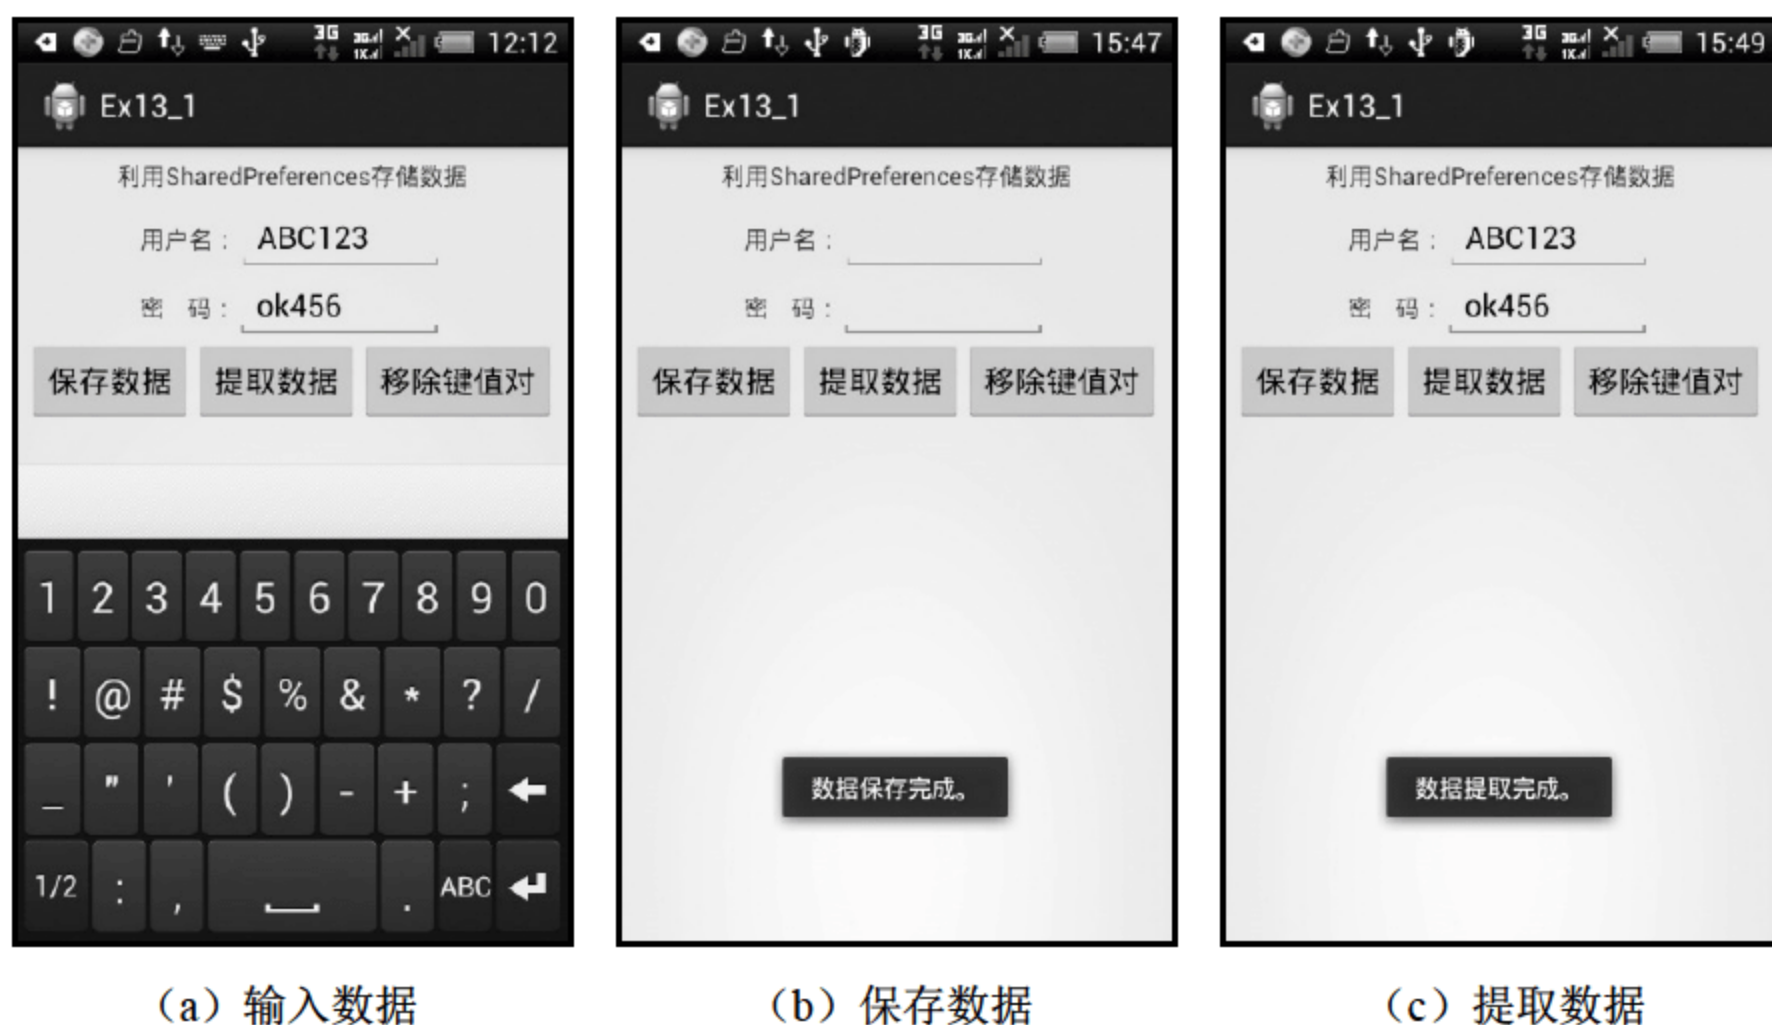 3G 3G 1X 12:12
Ex13_1
利用SharedPreferences存储数据
用户名： ABC123
密 码： ok456
保存数据 提取数据 移除键值对
1 2 3 4 5 6 7 8 9 0
! @ # $ % & * ? /
_ " ' ( ) - + ;
1/2 : , . ABC
（a）输入数据
3G 3G 1X 15:47
Ex13_1
利用SharedPreferences存储数据
用户名：
密 码：
保存数据 提取数据 移除键值对
数据保存完成。
（b）保存数据
3G 3G 1X 15:49
Ex13_1
利用SharedPreferences存储数据
用户名： ABC123
密 码： ok456
保存数据 提取数据 移除键值对
数据提取完成。
（c）提取数据